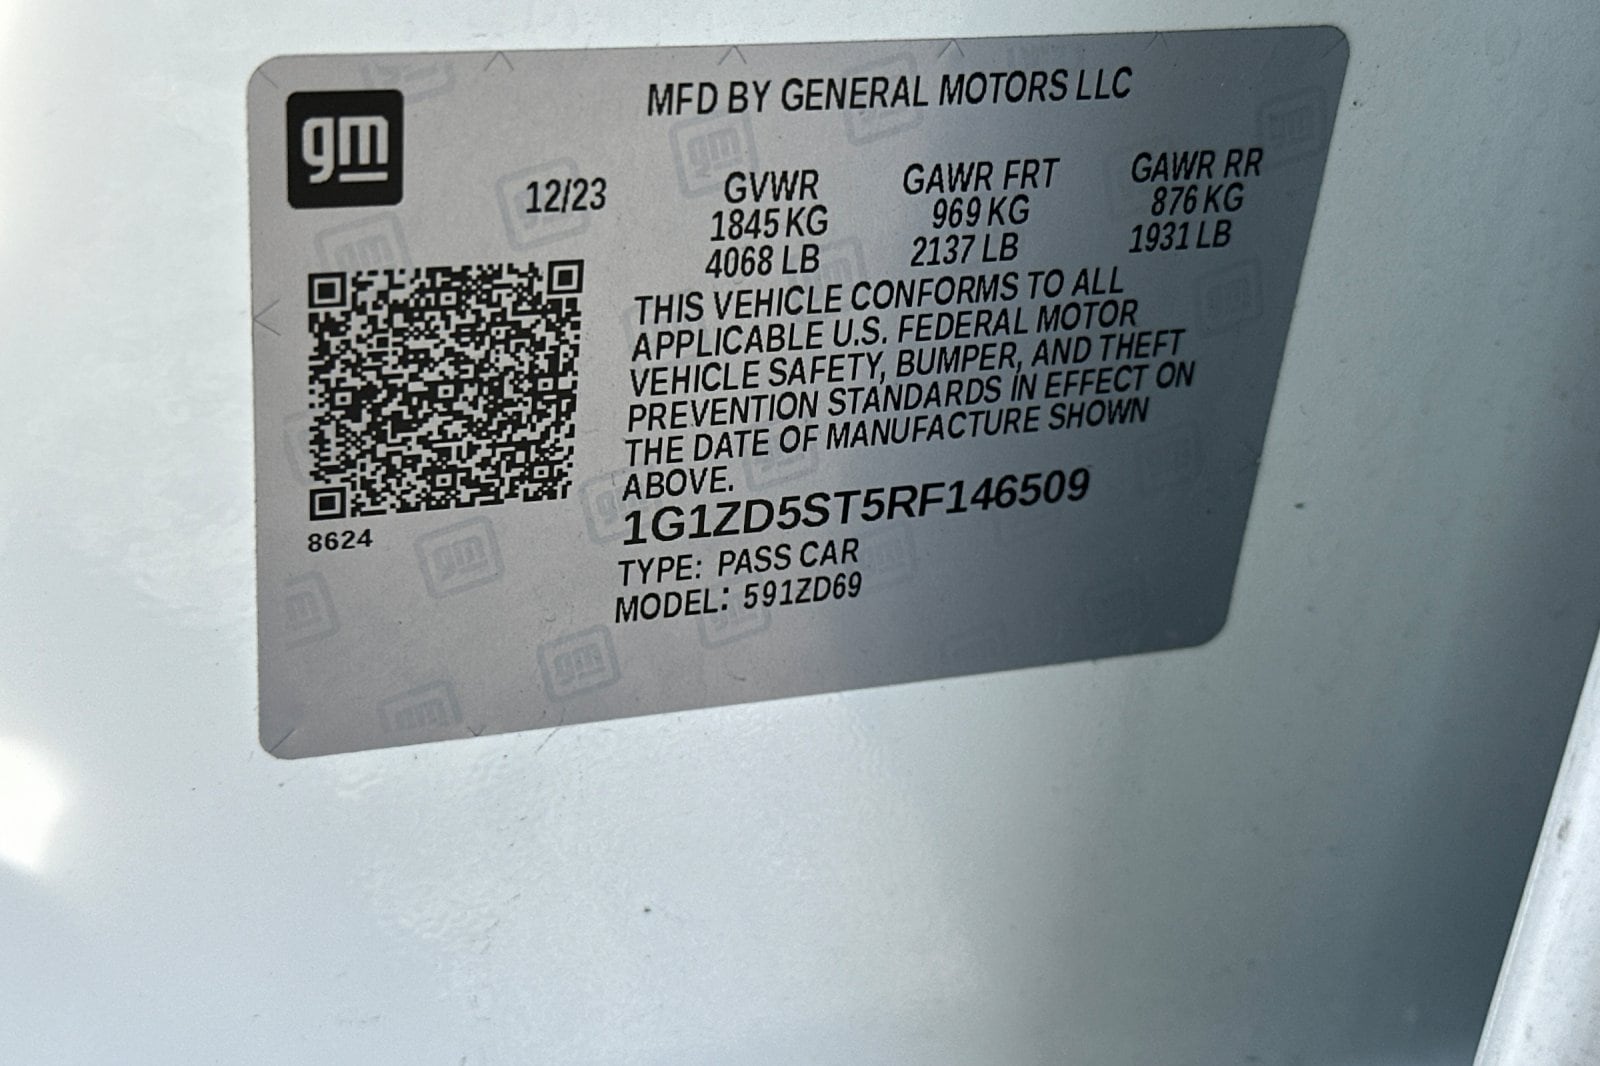 gm
MFD BY GENERAL MOTORS LLC
12/23 GVWR GAWR FRT GAWR RR
1845 KG 969 KG 876 KG
4068 LB 2137 LB 1931 LB
THIS VEHICLE CONFORMS TO ALL
APPLICABLE U.S. FEDERAL MOTOR
VEHICLE SAFETY, BUMPER, AND THEFT
PREVENTION STANDARDS IN EFFECT ON
THE DATE OF MANUFACTURE SHOWN
ABOVE.
1G1ZD5ST5RF146509
8624
TYPE: PASS CAR
MODEL: 591ZD69